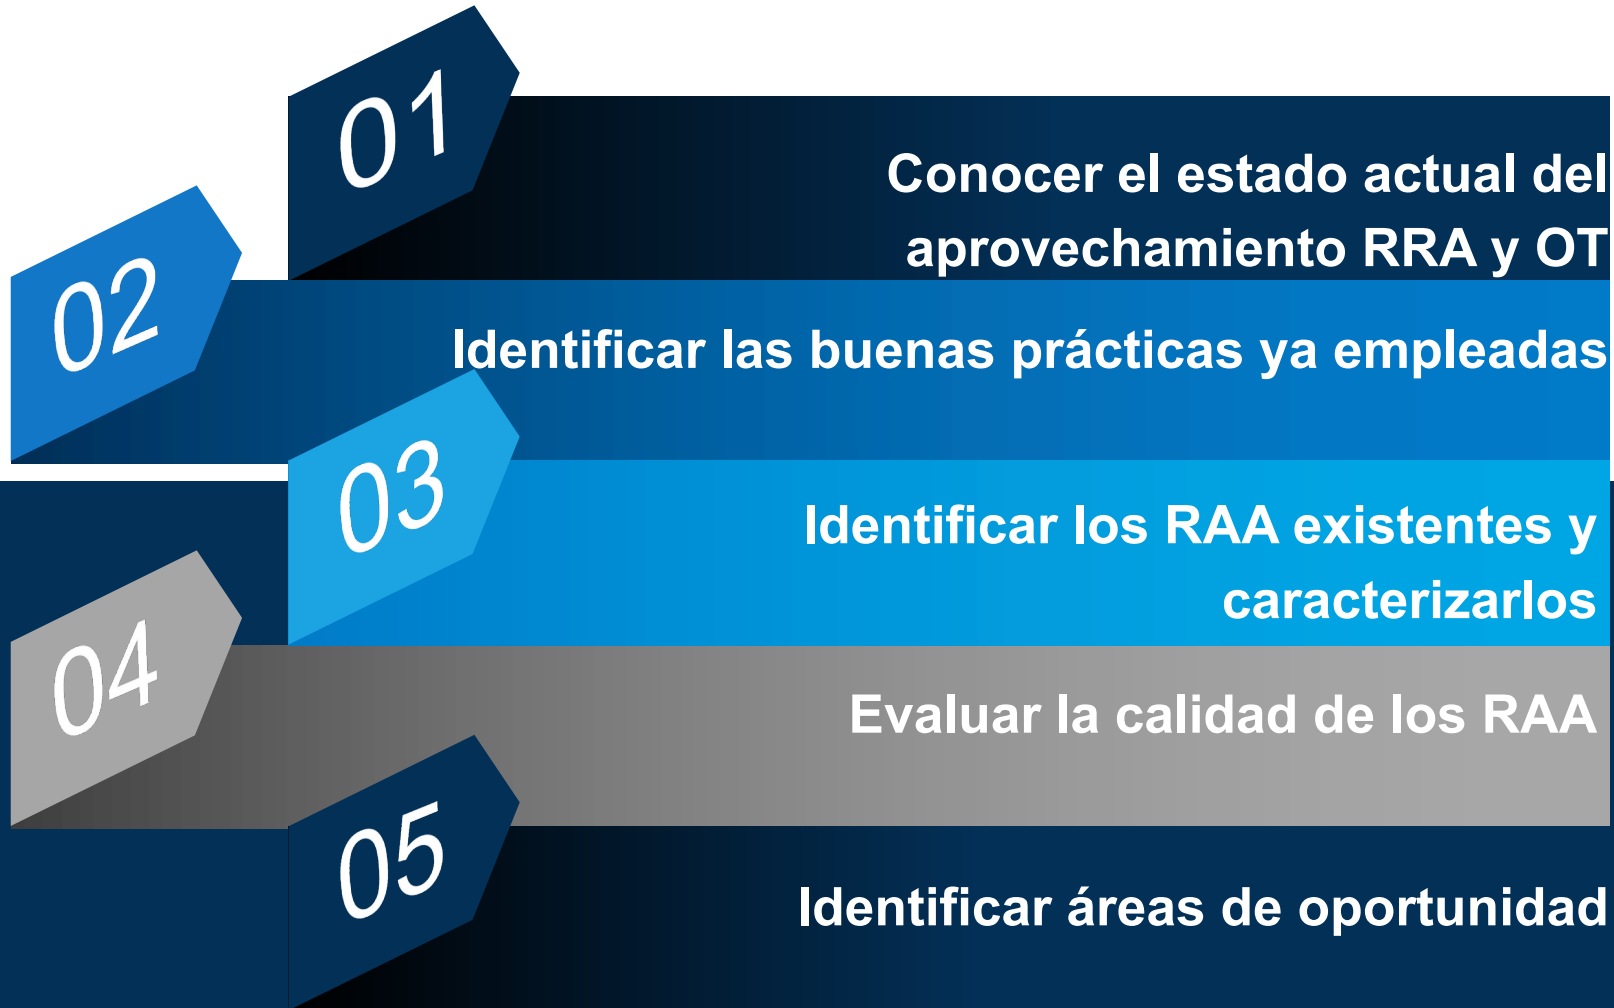 01
Conocer el estado actual del
aprovechamiento RRA y OT
02
Identificar las buenas prácticas ya empleadas
03
Identificar los RAA existentes y
caracterizarlos
04
Evaluar la calidad de los RAA
05
Identificar áreas de oportunidad